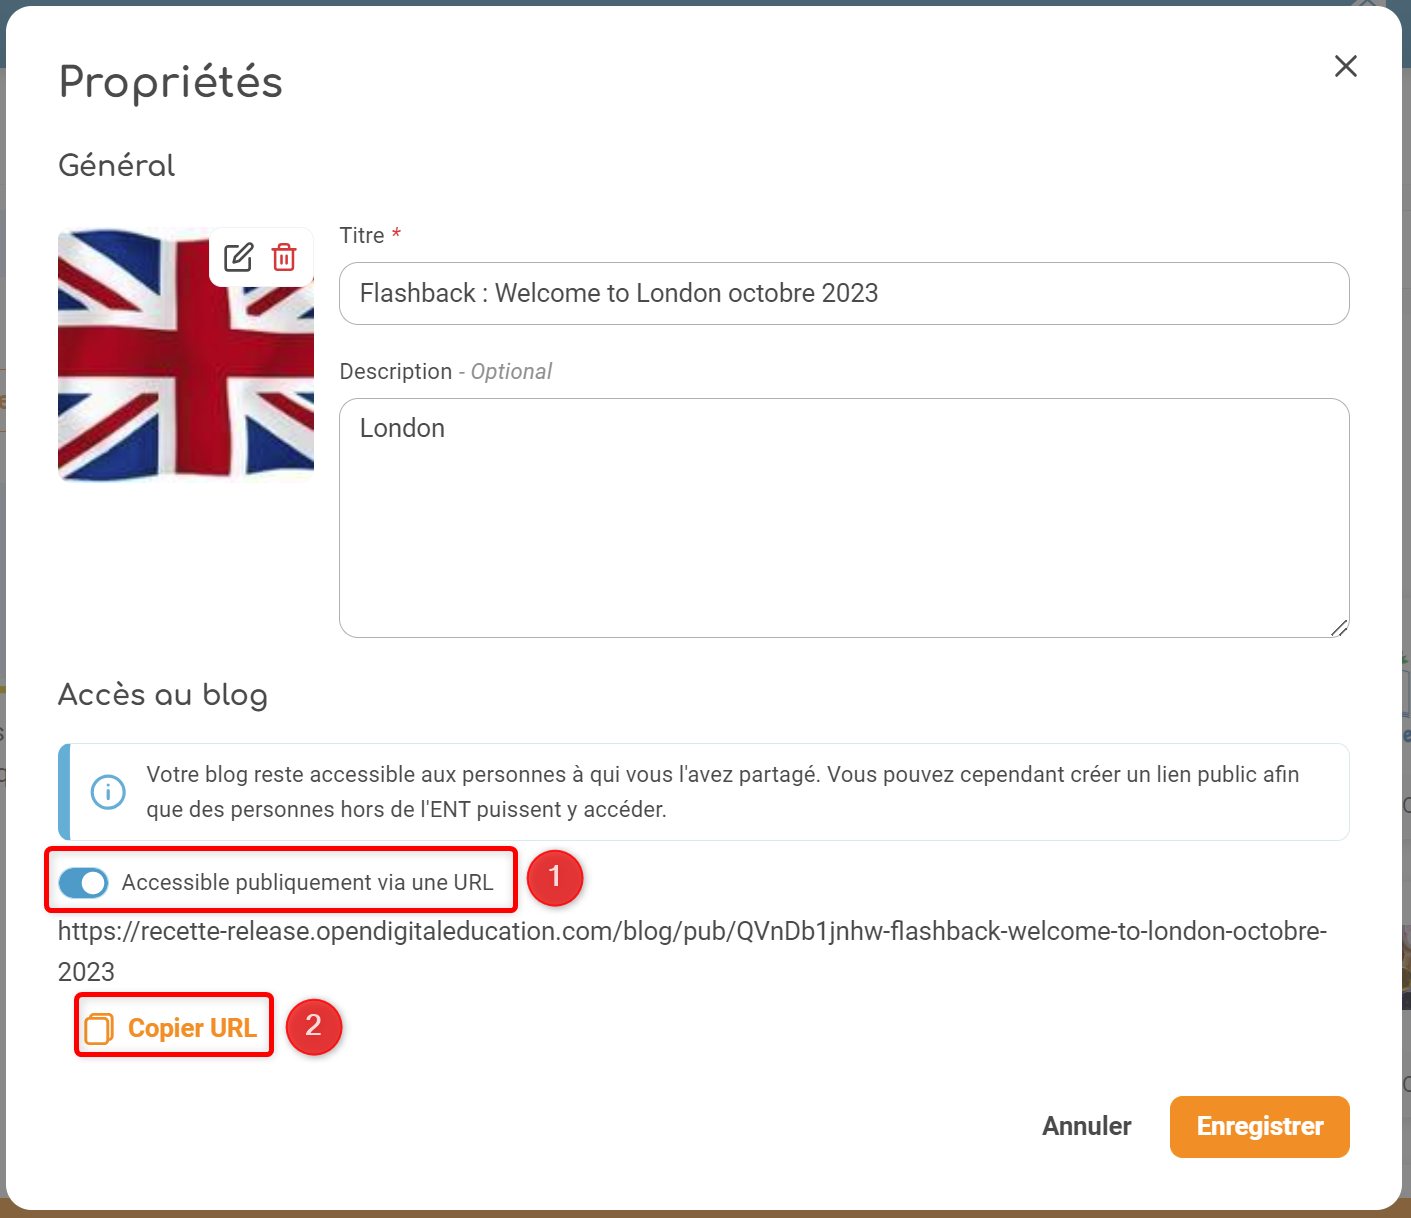 Propriétés
Général
Titre *
Flashback : Welcome to London octobre 2023
Description - Optional
London
Accès au blog
Votre blog reste accessible aux personnes à qui vous l'avez partagé. Vous pouvez cependant créer un lien public afin
que des personnes hors de l'ENT puissent y accéder.
Accessible publiquement via une URL
1
https://recette-release.opendigitaleducation.com/blog/pub/QVnDb1jnhw-flashback-welcome-to-london-octobre-
2023
Copier URL
2
Annuler
Enregistrer